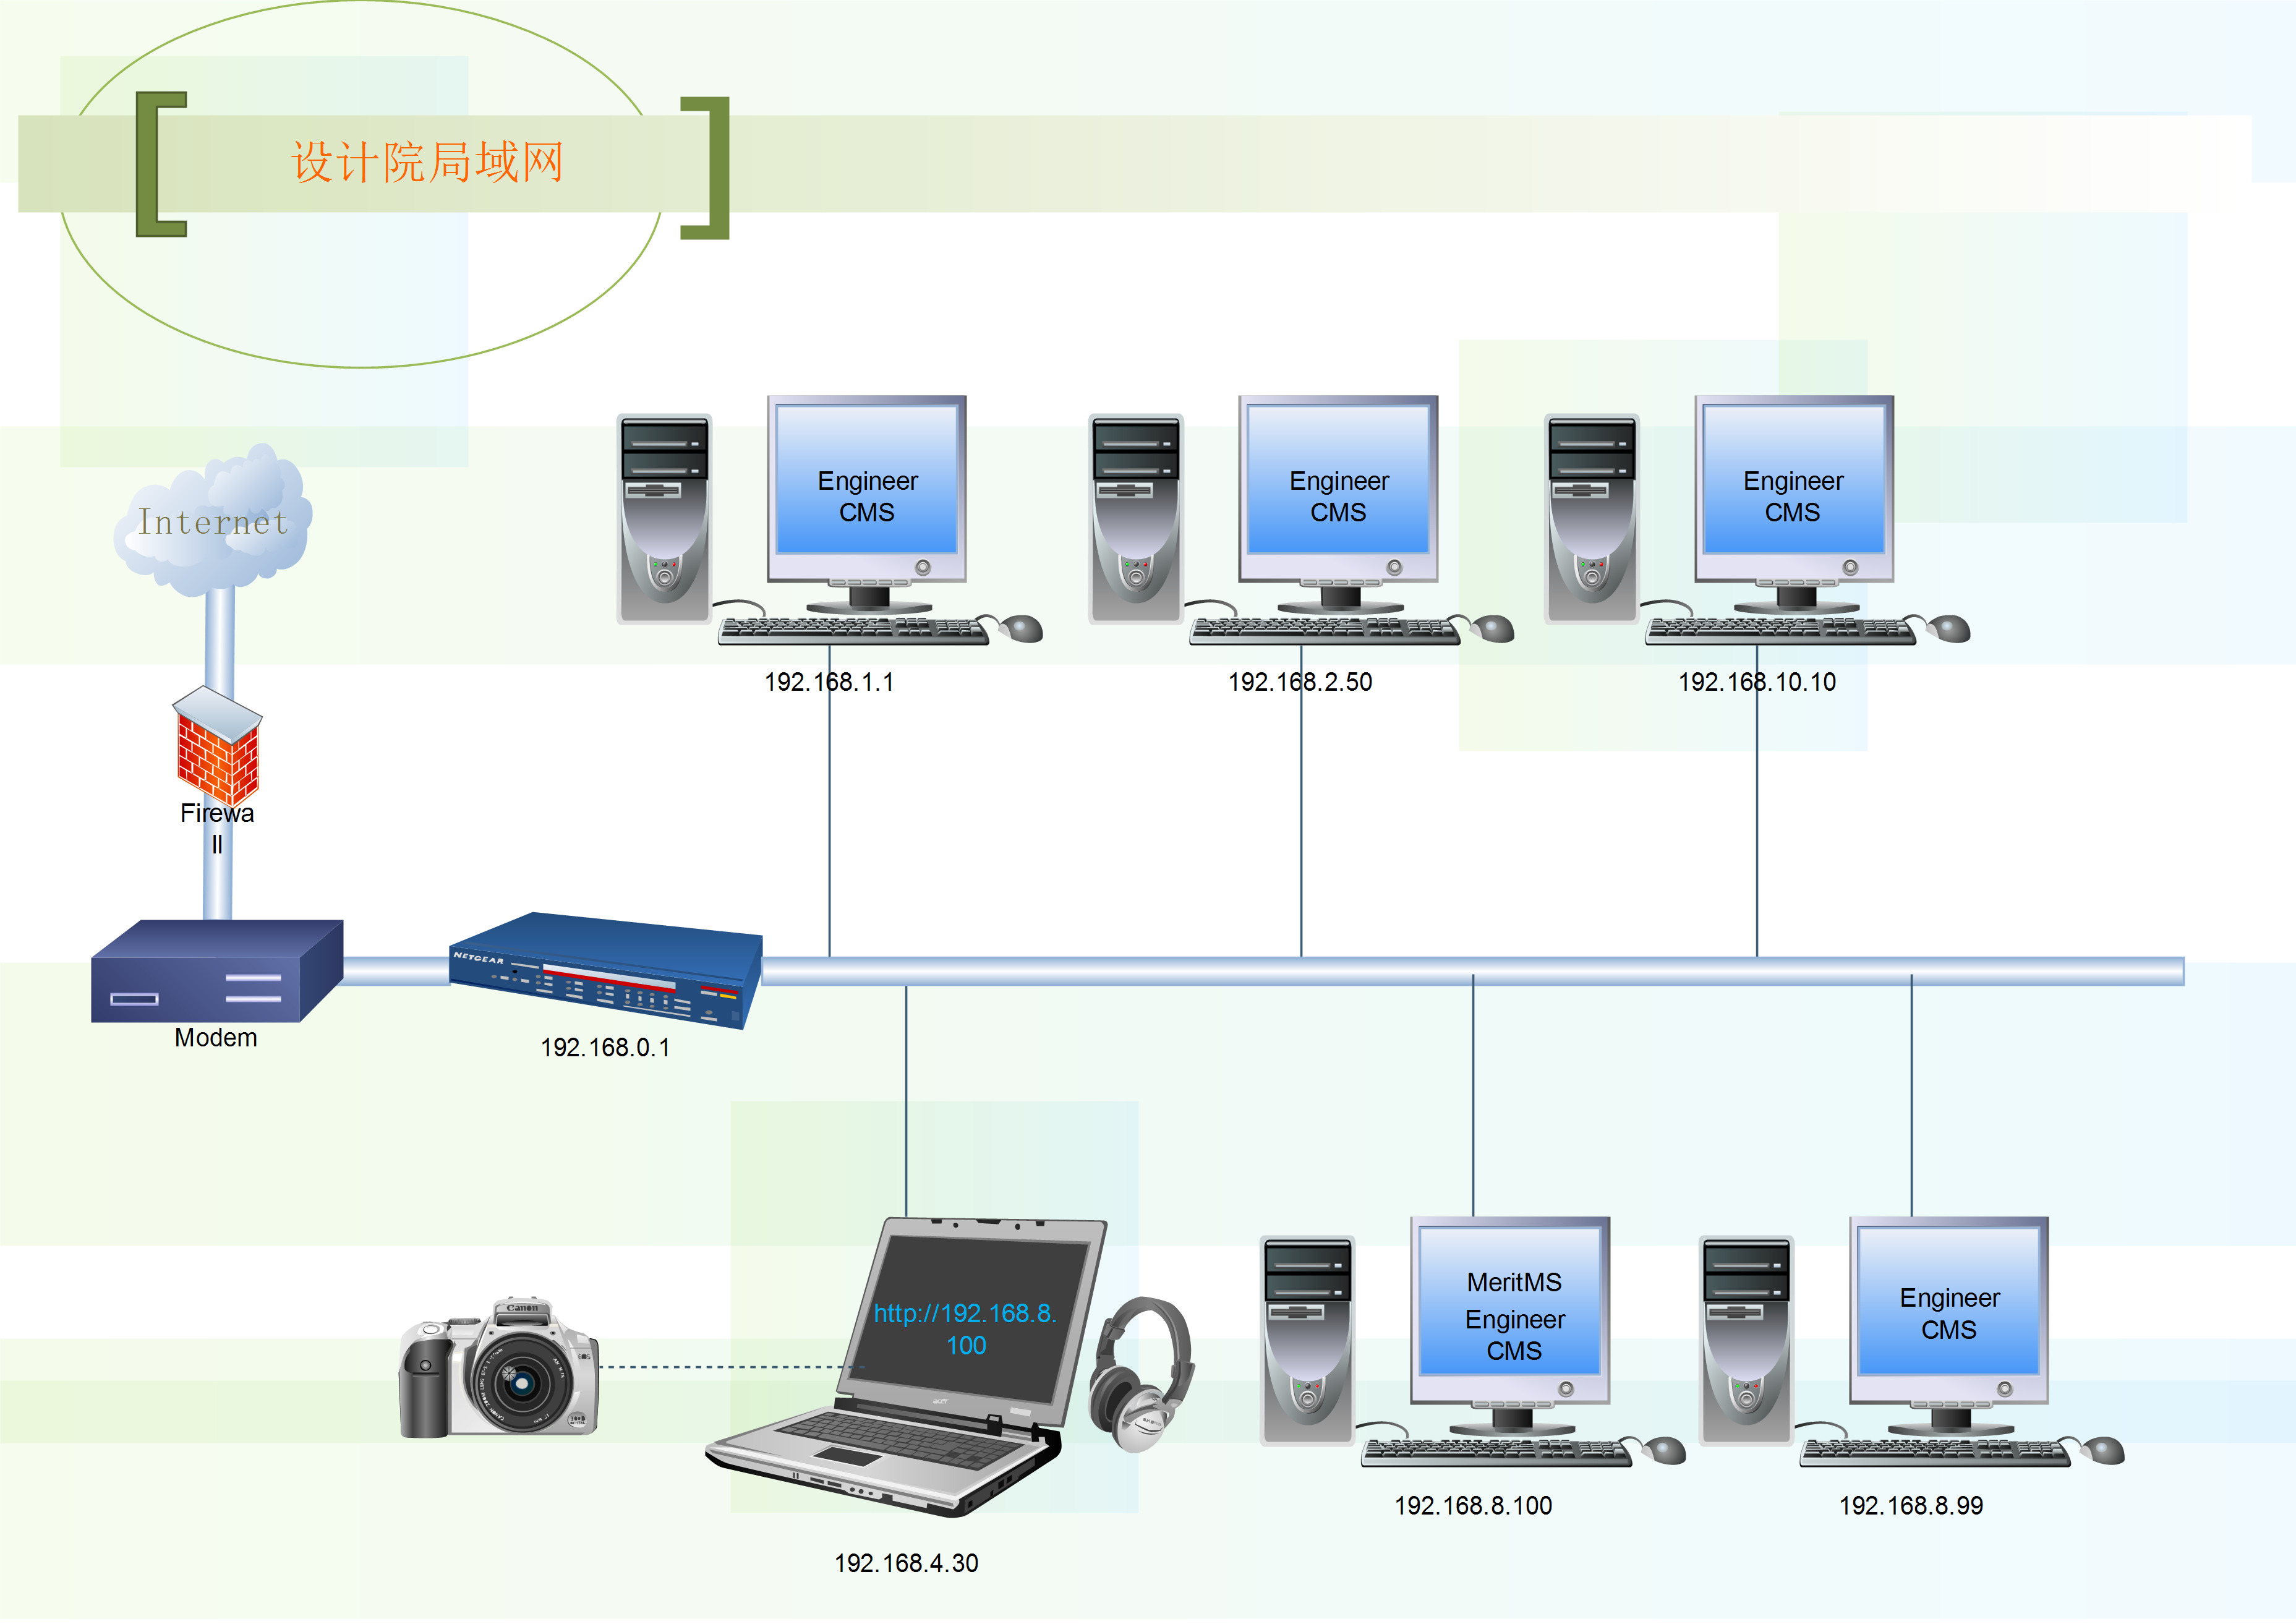 设计院局域网
Internet
Engineer
CMS
Engineer
CMS
Engineer
CMS
192.168.1.1
192.168.2.50
192.168.10.10
Firewa
ll
NETGEAR
Modem
192.168.0.1
http://192.168.8.
100
MeritMS
Engineer
CMS
Engineer
CMS
Canon
EOS
acer
192.168.8.100
192.168.8.99
192.168.4.30